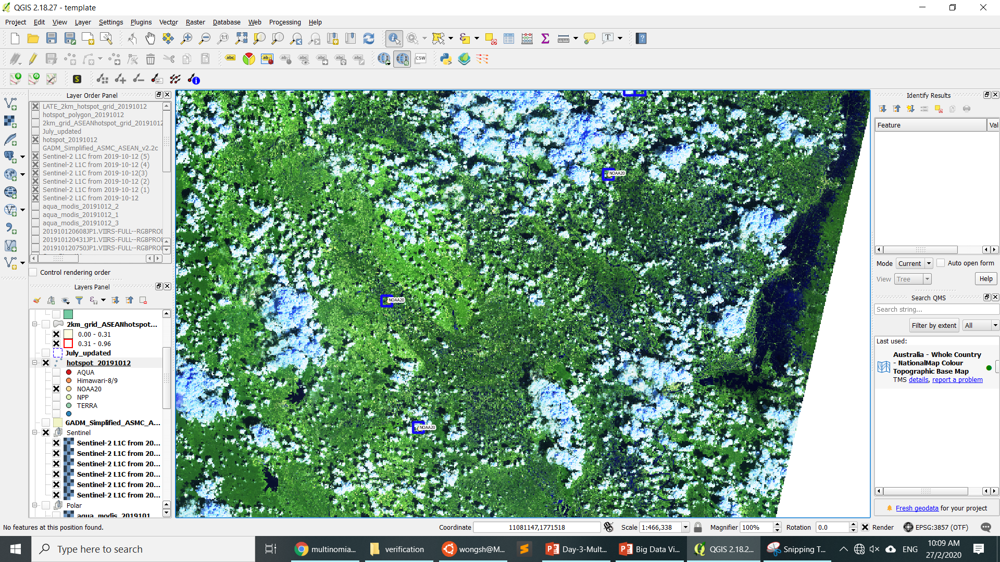 QGIS 2.18.27 - template
Project Edit View Layer Settings Plugins Vector Raster Database Web Processing Help
CSW
Layer Order Panel
LATE_2km_hotspot_grid_20191012
hotspot_polygon_20191012
2km_grid_ASEANhotspot_grid_20191012
July_updated
hotspot_20191012
GADM_Simplified_ASMC_ASEAN_v2.2c
Sentinel-2 L1C from 2019-10-12 (5)
Sentinel-2 L1C from 2019-10-12 (4)
Sentinel-2 L1C from 2019-10-12(3)
Sentinel-2 L1C from 2019-10-12 (2)
Sentinel-2 L1C from 2019-10-12 (1)
Sentinel-2 L1C from 2019-10-12
aqua_modis_20191012_2
aqua_modis_20191012_1
aqua_modis_20191012_3
201910120608JP1.VIIRS-FULL--RGBPROD
201910120431JP1.VIIRS-FULL--RGBPROD
201910120750JP1.VIIRS-FULL--RGBPROD
Control rendering order
Layers Panel
2km_grid_ASEANhotspot...
0.00 - 0.31
0.31 - 0.96
July_updated
hotspot_20191012
AQUA
Himawari-8/9
NOAA20
NPP
TERRA
GADM_Simplified_ASMC_A...
Sentinel
Sentinel-2 L1C from 20...
Sentinel-2 L1C from 20...
Sentinel-2 L1C from 20...
Sentinel-2 L1C from 20...
Sentinel-2 L1C from 20...
Sentinel-2 L1C from 20...
Polar
aqua_modis_2019101
NOAA20
NOAA20
NOAA20
Identify Results
Feature Val
Mode Current Auto open form
View Tree Help
Search QMS
Search string...
Filter by extent All
Last used:
Australia - Whole Country
- NationalMap Colour
Topographic Base Map
TMS details, report a problem
Fresh geodata for your project
No features at this position found.
Coordinate 11081147,1771518 Scale 1:466,338 Magnifier 100% Rotation 0.0 Render EPSG:3857 (OTF)
Type here to search
multinomia... verification wongsh@M... Day-3-Mult... Big Data Vi... QGIS 2.18.2... Snipping T... ENG
10:09 AM
27/2/2020